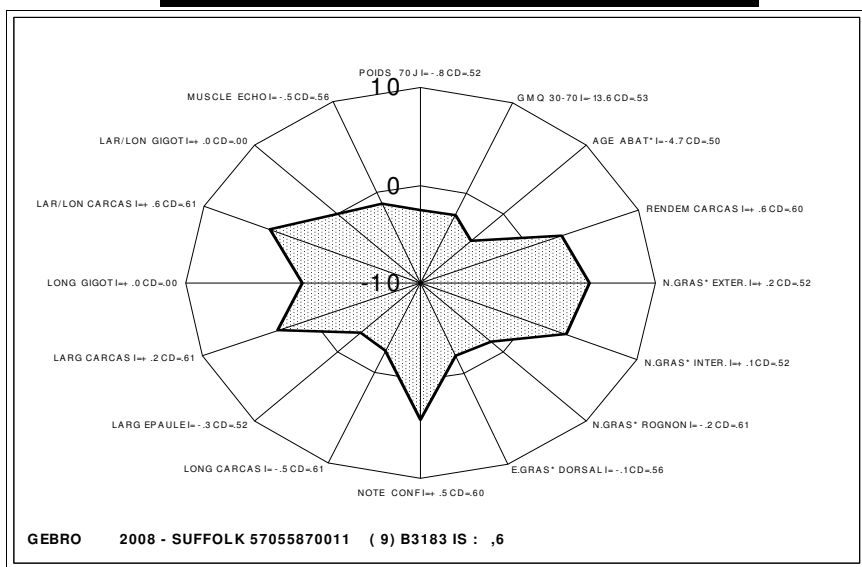 POIDS 70J I=- .8 CD=.52
10
MUSCLE ECHO I=- .5 CD=.56
GMQ 30-70 I=-13.6 CD=.53
LAR/LON GIGOT I=+ .0 CD=.00
AGE ABAT* I=-4.7 CD=.50
0
LAR/LON CARCAS I=+ .6 CD=.61
RENDEM CARCAS I=+ .6 CD=.60
LONG GIGOT I=+ .0 CD=.00
-10
N.GRAS* EXTER. I=+ .2 CD=.52
LARG CARCAS I=+ .2 CD=.61
N.GRAS* INTER. I=+ .1 CD=.52
LARG EPAULE I=- .3 CD=.52
N.GRAS* ROGNON I=- .2 CD=.61
LONG CARCAS I=- .5 CD=.61
E.GRAS* DORSAL I=- .1 CD=.56
NOTE CONF I=+ .5 CD=.60
GEBRO 2008 - SUFFOLK 57055870011 ( 9) B3183 IS : ,6